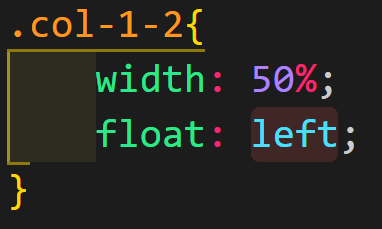 .col-1-2{
width: 50%;
float: left;
}